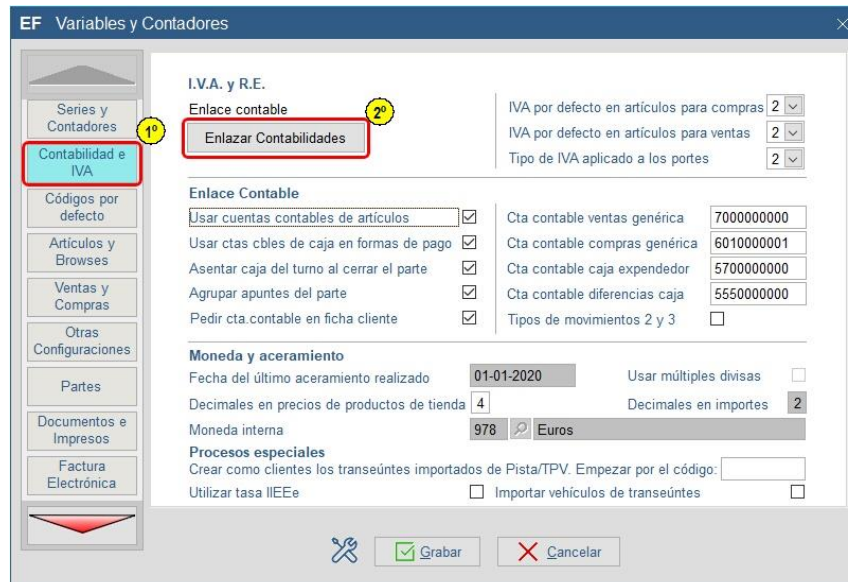 EF Variables y Contadores
Series y
Contadores
1º
Contabilidad e
IVA
Códigos por
defecto
Artículos y
Browses
Ventas y
Compras
Otras
Configuraciones
Partes
Documentos e
Impresos
Factura
Electrónica
I.V.A. y R.E.
Enlace contable
2º
Enlazar Contabilidades
IVA por defecto en artículos para compras 2
IVA por defecto en artículos para ventas 2
Tipo de IVA aplicado a los portes 2
Enlace Contable
Usar cuentas contables de artículos
Usar ctas cbles de caja en formas de pago
Asentar caja del turno al cerrar el parte
Agrupar apuntes del parte
Pedir cta.contable en ficha cliente
Cta contable ventas genérica 7000000000
Cta contable compras genérica 6010000001
Cta contable caja expendedor 5700000000
Cta contable diferencias caja 5550000000
Tipos de movimientos 2 y 3
Moneda y aceramiento
Fecha del último aceramiento realizado 01-01-2020 Usar múltiples divisas
Decimales en precios de productos de tienda 4 Decimales en importes 2
Moneda interna 978 Euros
Procesos especiales
Crear como clientes los transeúntes importados de Pista/TPV. Empezar por el código:
Utilizar tasa IIEEe Importar vehículos de transeúntes
Grabar Cancelar